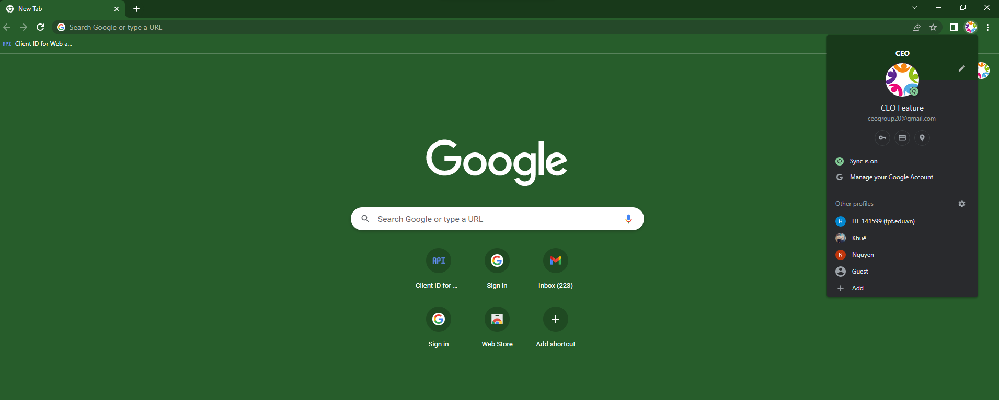 New Tab
Search Google or type a URL
API Client ID for Web a...
CEO
CEO Feature
ceogroup20@gmail.com
Sync is on
G Manage your Google Account
Other profiles
H HE 141599 (fpt.edu.vn)
Khuê
N Nguyen
Guest
Add
Google
Search Google or type a URL
API
Client ID for ...
Sign in
Inbox (223)
Sign in
Web Store
Add shortcut